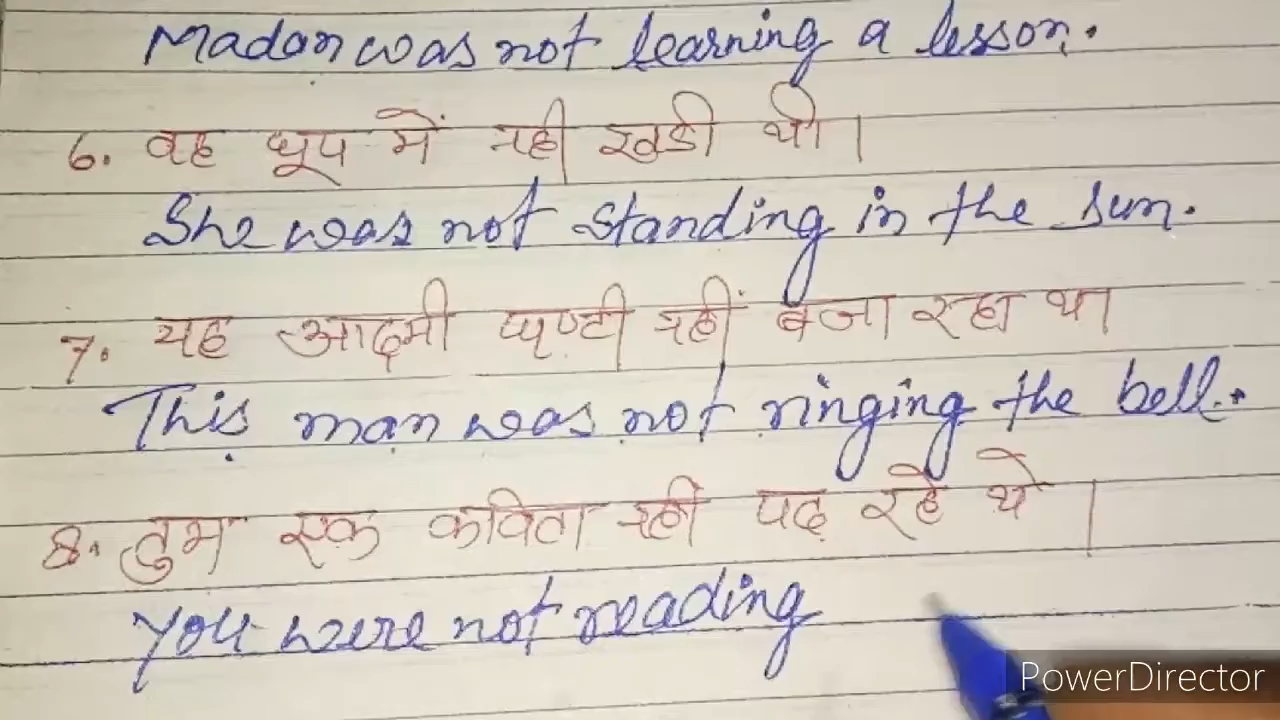 Madan was not learning a lesson.
6. वह धूप में नही खडी थी।
She was not standing in the sun.
7. यह आदमी घण्टी नहीं बजा रहा था
This man was not ringing the bell.
8. तुम एक कविता नही पढ़ रहे थे।
You were not reading
PowerDirector